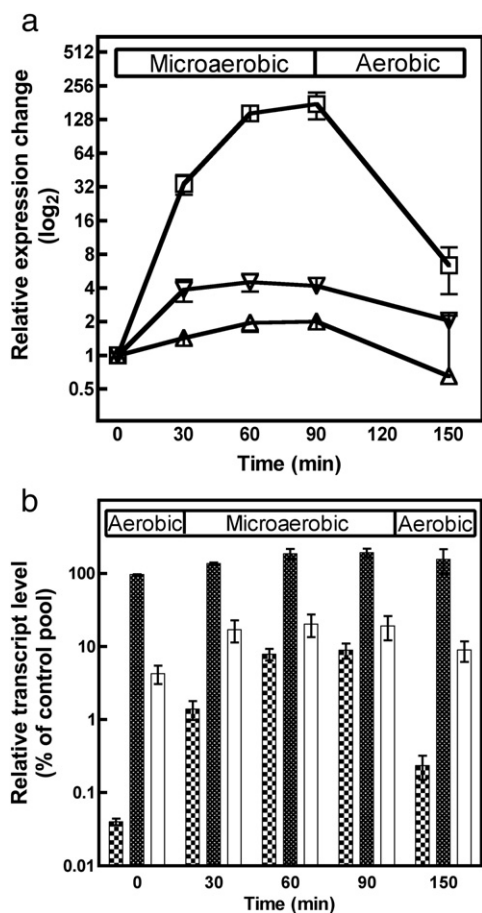 a
Relative expression change
(log2)
512
256
128
64
32
16
8
4
2
1
0.5
Microaerobic
Aerobic
0 30 60 90 120 150
Time (min)
b
Relative transcript level
(% of control pool)
100
10
1
0.1
0.01
Aerobic
Microaerobic
Aerobic
0 30 60 90 150
Time (min)